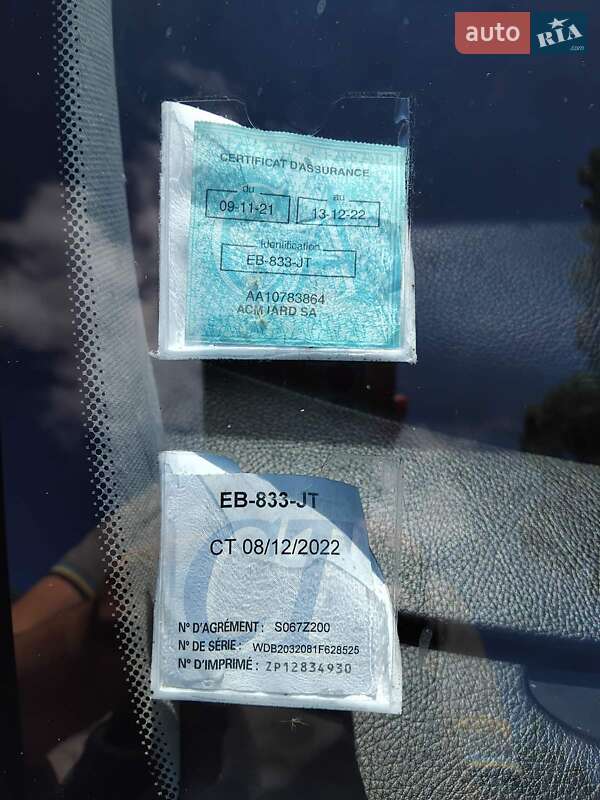 auto RIA.com
CERTIFICAT D'ASSURANCE
du au
09-11-21 13-12-22
Identification
EB-833-JT
AA10783864
ACM IARD SA
EB-833-JT
CT 08/12/2022
N° D'AGRÉMENT : S067Z200
N° DE SÉRIE : WDB2032081F628525
N° D'IMPRIMÉ : ZP12834930